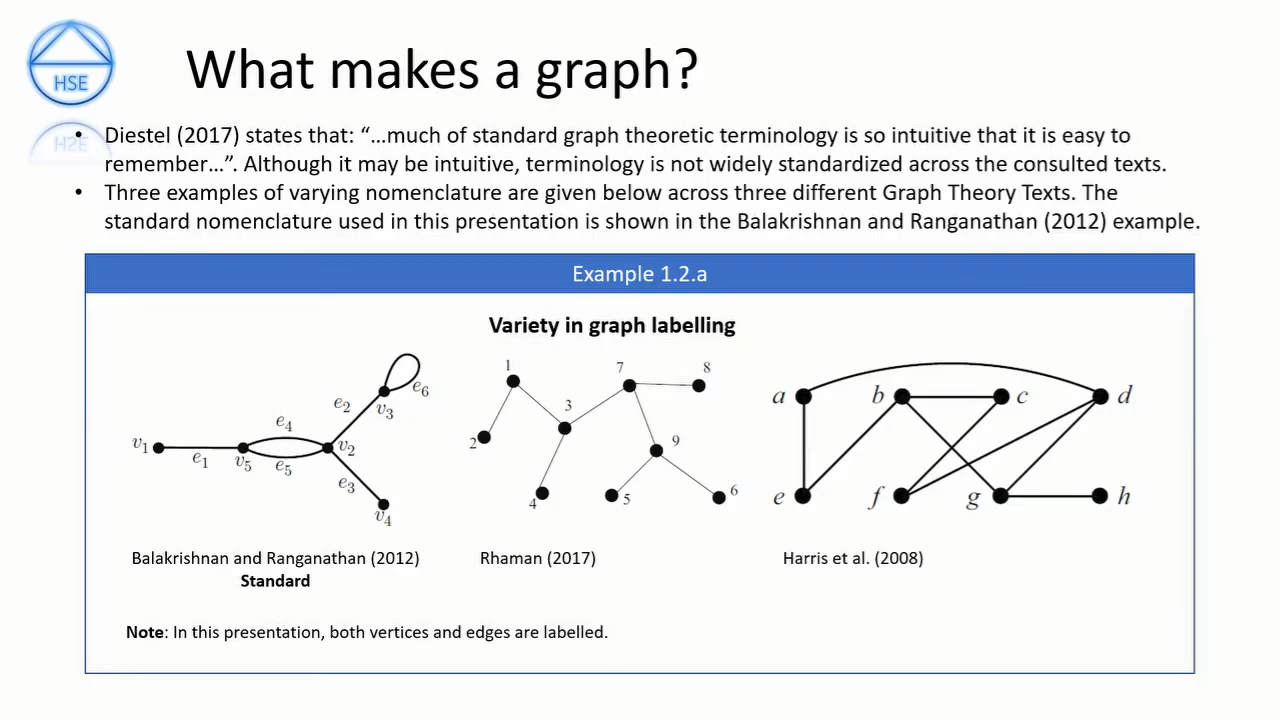 HSE
What makes a graph?
• Diestel (2017) states that: “…much of standard graph theoretic terminology is so intuitive that it is easy to
remember…”. Although it may be intuitive, terminology is not widely standardized across the consulted texts.
• Three examples of varying nomenclature are given below across three different Graph Theory Texts. The
standard nomenclature used in this presentation is shown in the Balakrishnan and Ranganathan (2012) example.
Example 1.2.a
Variety in graph labelling
v1 e1 v5 e4 e5 v2 e2 v3 e6 e3 v4
1 2 3 4 7 8 9 5 6
a b c d
e f g h
Balakrishnan and Ranganathan (2012)
Standard
Rhaman (2017)
Harris et al. (2008)
Note: In this presentation, both vertices and edges are labelled.